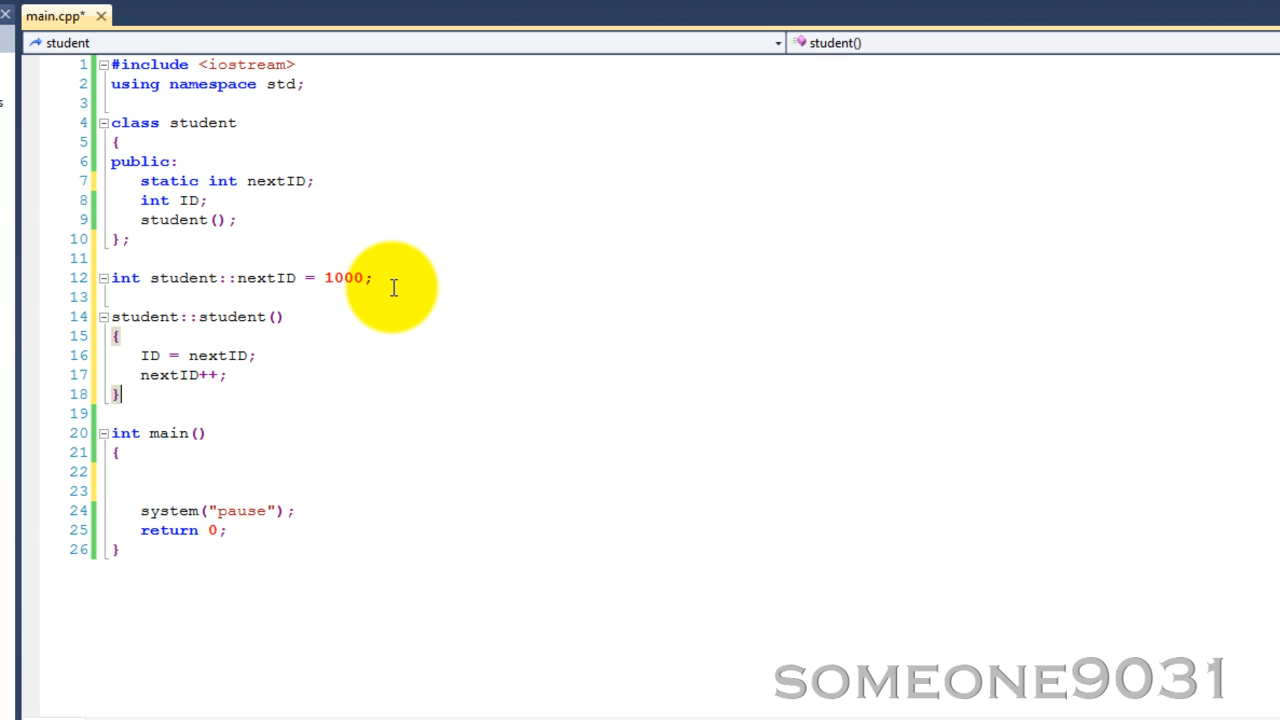 main.cpp*
student student()
1 #include <iostream>
2 using namespace std;
3
4 class student
5 {
6 public:
7 static int nextID;
8 int ID;
9 student();
10 };
11
12 int student::nextID = 1000;
13
14 student::student()
15 {
16 ID = nextID;
17 nextID++;
18 }
19
20 int main()
21 {
22
23
24 system("pause");
25 return 0;
26 }
s
SOMEONE9031